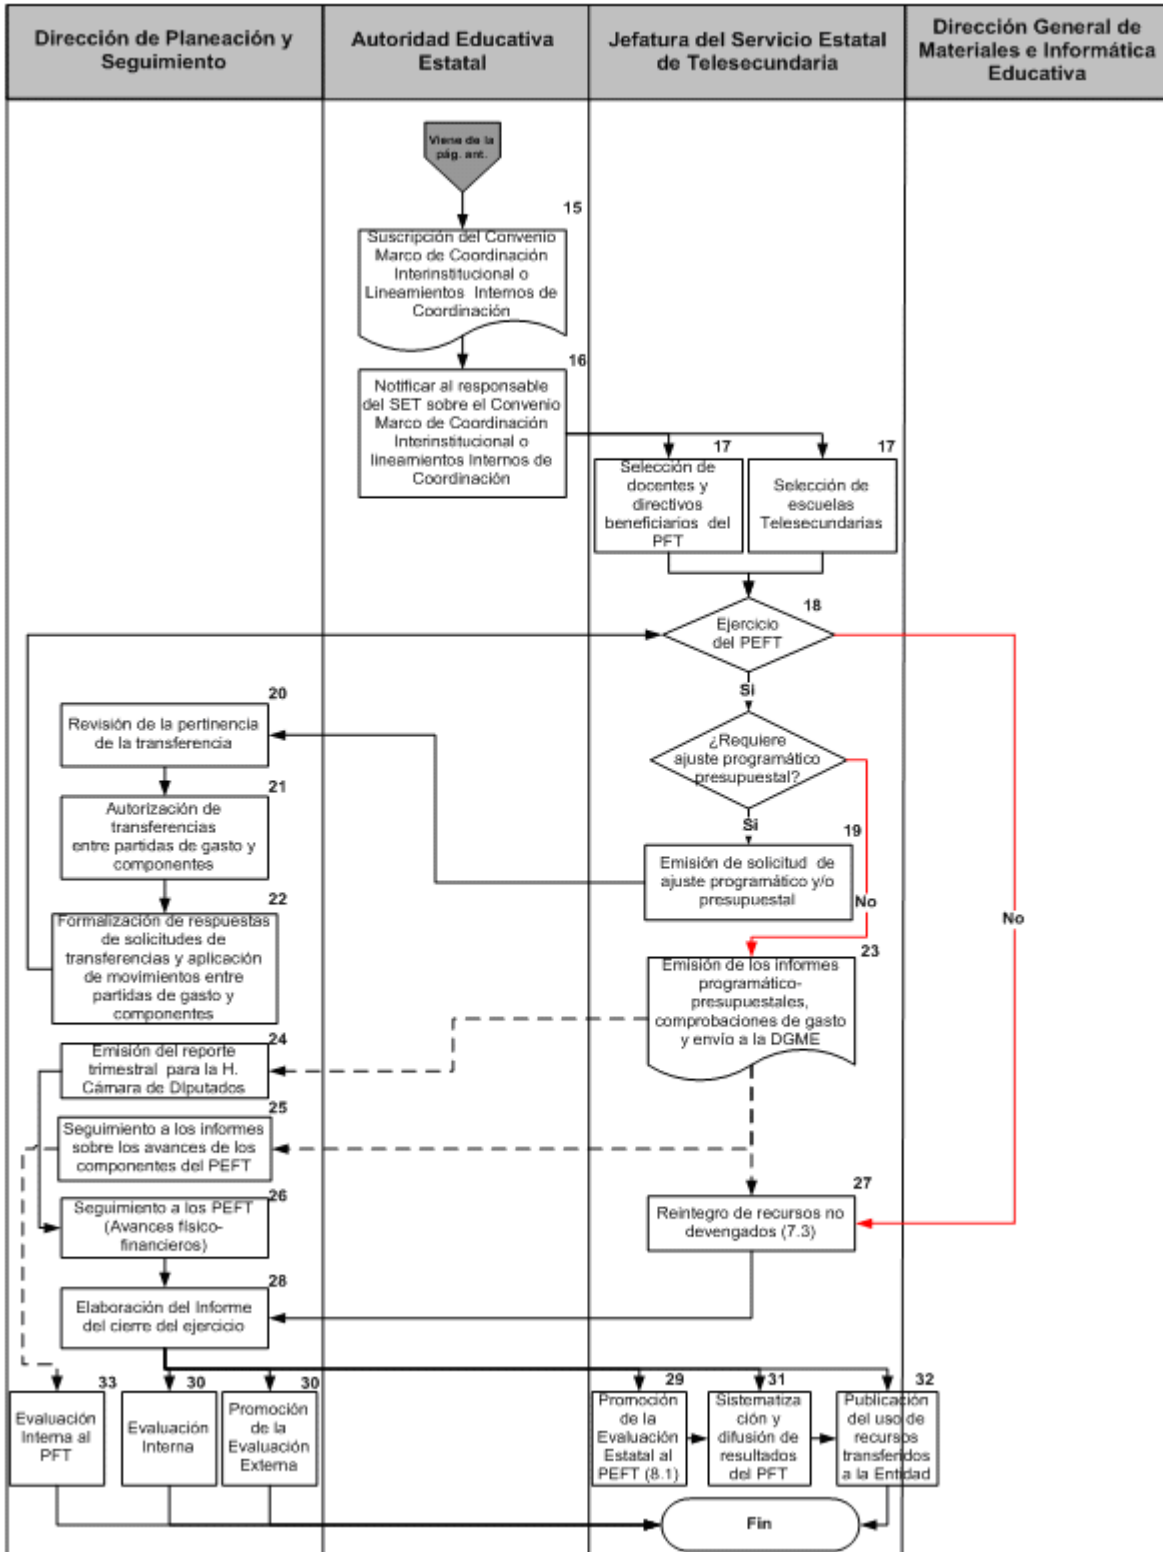 Dirección de Planeación y
Seguimiento
Autoridad Educativa
Estatal
Jefatura del Servicio Estatal
de Telesecundaria
Dirección General de
Materiales e Informática
Educativa
Viene de la
pág. ant.
15
Suscripción del Convenio
Marco de Coordinación
Interinstitucional o
Lineamientos Internos de
Coordinación
16
Notificar al responsable
del SET sobre el Convenio
Marco de Coordinación
Interinstitucional o
lineamientos Internos de
Coordinación
17
Selección de
docentes y
directivos
beneficiarios del
PFT
17
Selección de
escuelas
Telesecundarias
18
Ejercicio
del PEFT
Si
¿Requiere
ajuste programático
presupuestal?
Si
19
Emisión de solicitud de
ajuste programático y/o
presupuestal
No
No
20
Revisión de la pertinencia
de la transferencia
21
Autorización de
transferencias
entre partidas de gasto y
componentes
22
Formalización de respuestas
de solicitudes de
transferencias y aplicación
de movimientos entre
partidas de gasto y
componentes
23
Emisión de los informes
programático-
presupuestales,
comprobaciones de gasto
y envío a la DGME
24
Emisión del reporte
trimestral para la H.
Cámara de Diputados
25
Seguimiento a los informes
sobre los avances de los
componentes del PEFT
26
Seguimiento a los PEFT
(Avances físico-
financieros)
27
Reintegro de recursos no
devengados (7.3)
28
Elaboración del Informe
del cierre del ejercicio
33
Evaluación
Interna al
PFT
30
Evaluación
Interna
30
Promoción
de la
Evaluación
Externa
29
Promoción
de la
Evaluación
Estatal al
PEFT (8.1)
31
Sistematiza
ción y
difusión de
resultados
del PFT
32
Publicación
del uso de
recursos
transferidos
a la Entidad
Fin